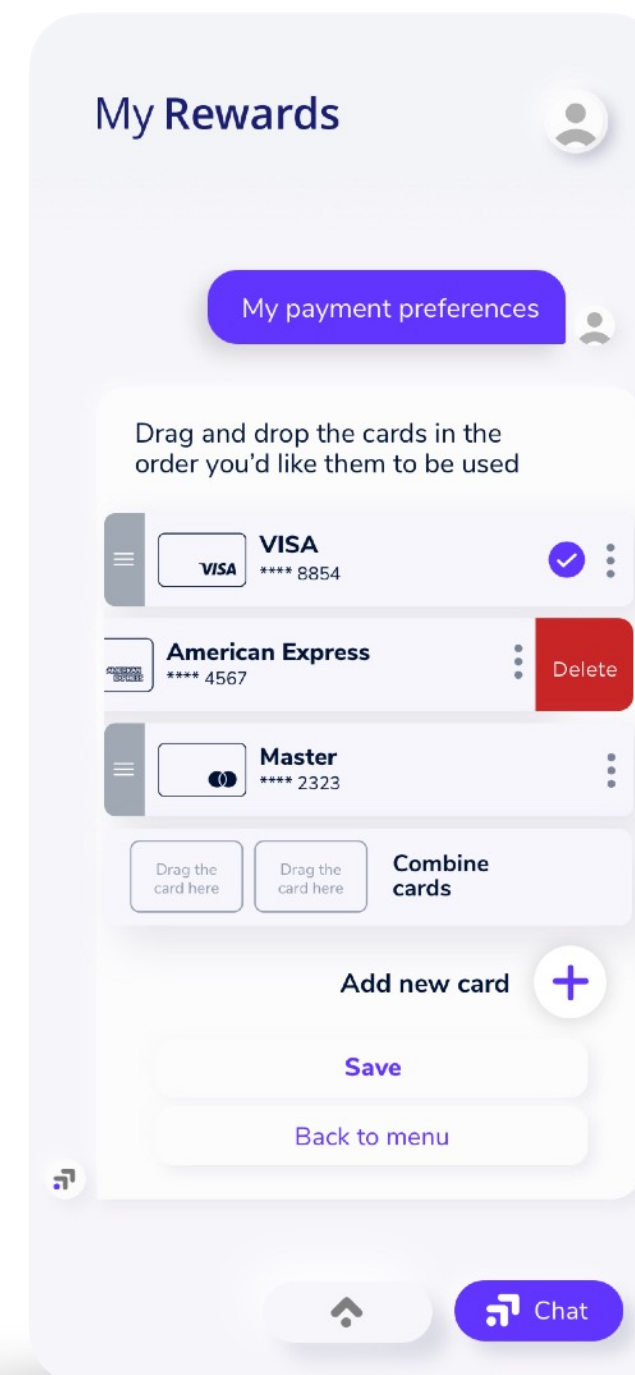 My Rewards
My payment preferences
Drag and drop the cards in the
order you’d like them to be used
VISA
VISA
**** 8854
AMERICAN
EXPRESS
American Express
**** 4567
Delete
Master
**** 2323
Drag the
card here
Drag the
card here
Combine
cards
Add new card
Save
Back to menu
Chat